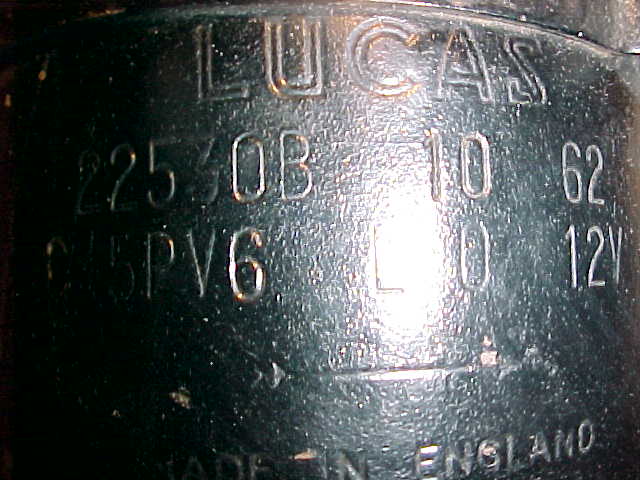 LUCAS
22530B 10 62
C45PV6 12V
MADE IN ENGLAND